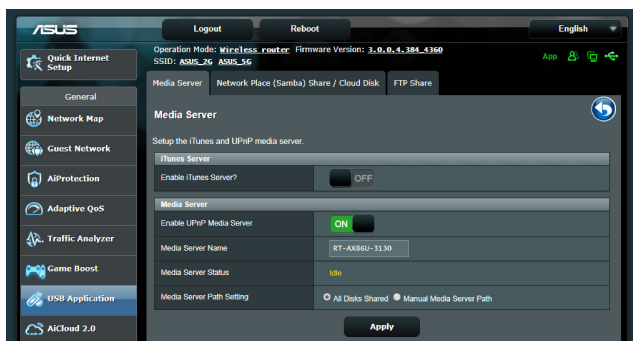 ASUS
Logout
Reboot
English
Operation Mode: Wireless router Firmware Version: 3.0.0.4.384_4360
SSID: ASUS_2G ASUS_5G
App
Quick Internet
Setup
General
Network Map
Guest Network
AiProtection
Adaptive QoS
Traffic Analyzer
Game Boost
USB Application
AiCloud 2.0
Media Server
Network Place (Samba) Share / Cloud Disk
FTP Share
Media Server
Setup the iTunes and UPnP media server.
iTunes Server
Enable iTunes Server?
OFF
Media Server
Enable UPnP Media Server
ON
Media Server Name
RT-AX86U-3130
Media Server Status
Idle
Media Server Path Setting
All Disks Shared
Manual Media Server Path
Apply